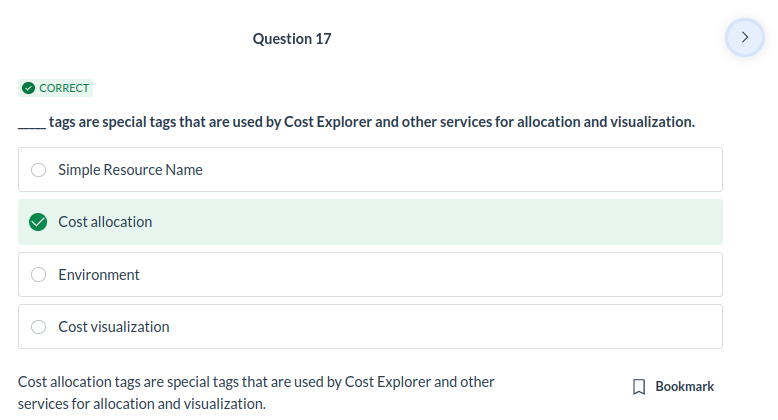 Question 17
CORRECT
_____ tags are special tags that are used by Cost Explorer and other services for allocation and visualization.
Simple Resource Name
Cost allocation
Environment
Cost visualization
Cost allocation tags are special tags that are used by Cost Explorer and other
services for allocation and visualization.
Bookmark